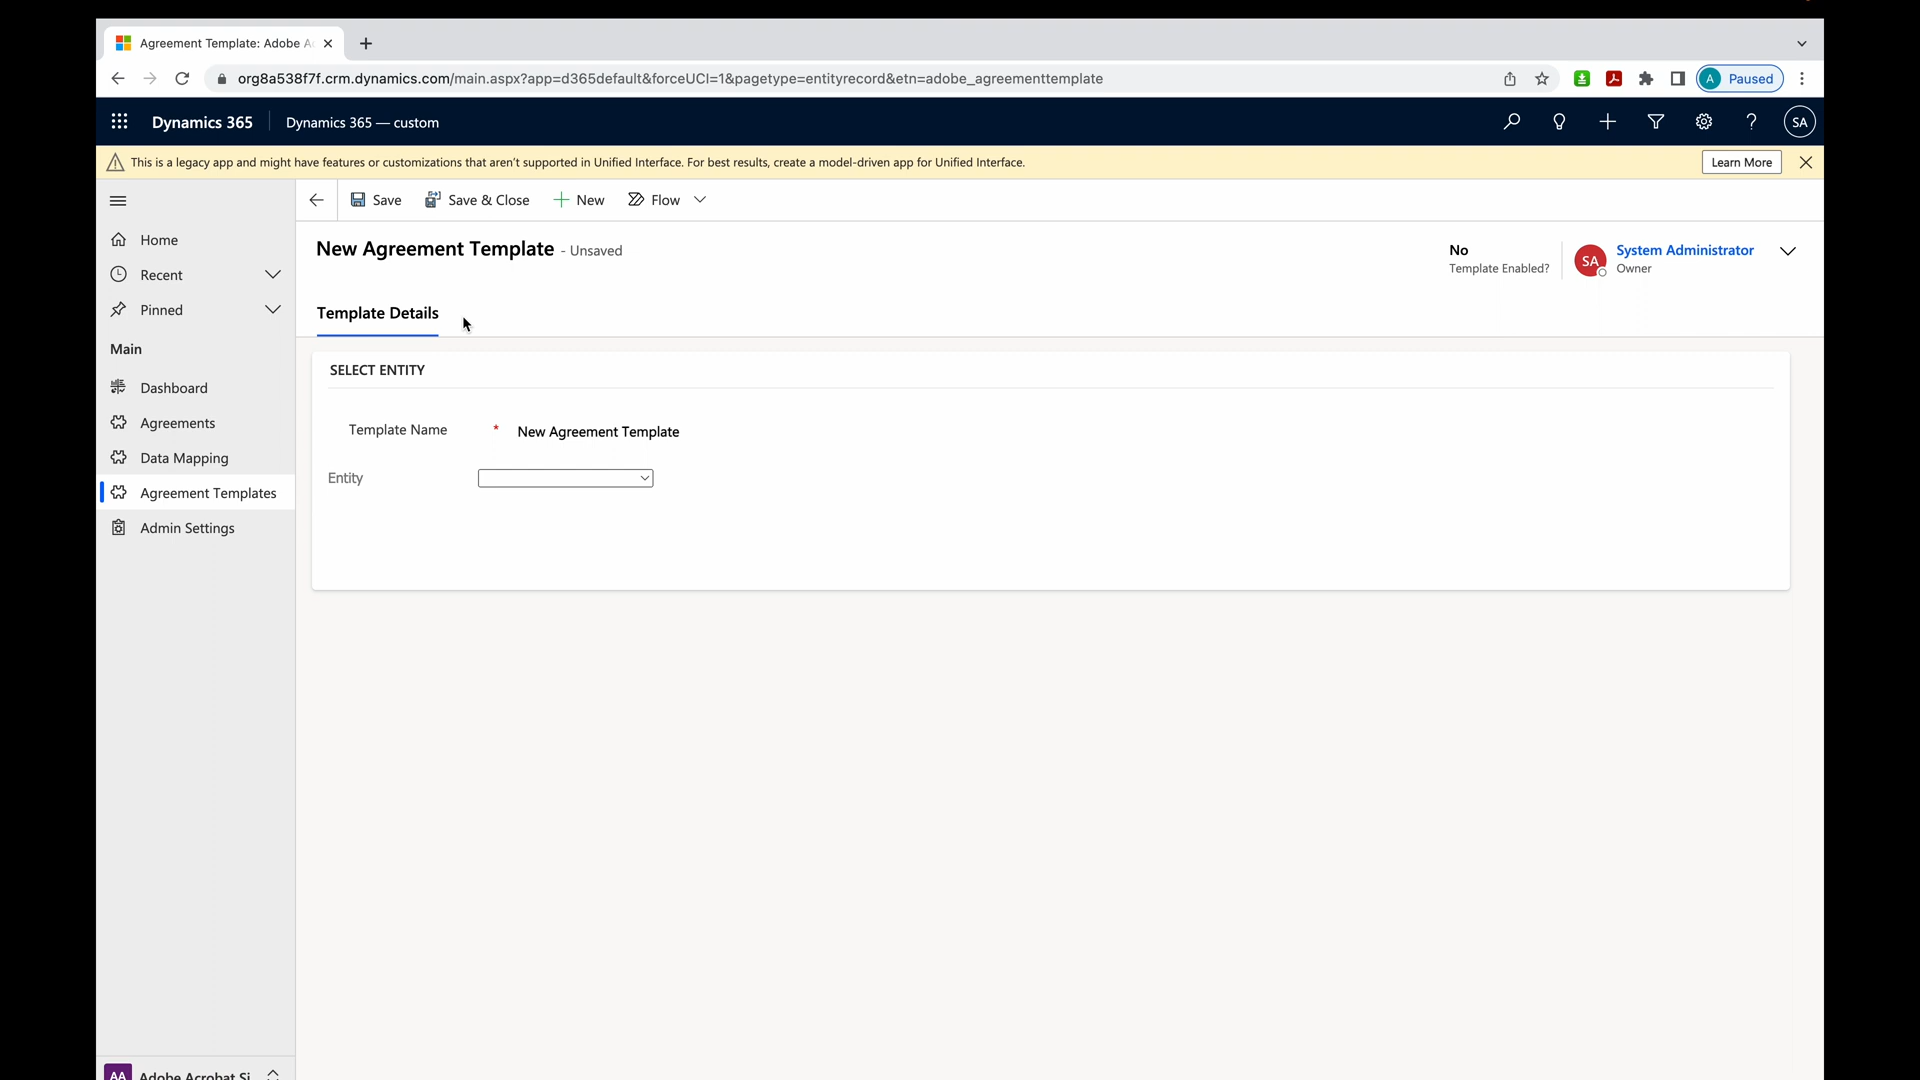 Agreement Template: Adobe A
org8a538f7f.crm.dynamics.com/main.aspx?app=d365default&forceUCI=1&pagetype=entityrecord&etn=adobe_agreementtemplate
A Paused
Dynamics 365 Dynamics 365 — custom
SA
This is a legacy app and might have features or customizations that aren't supported in Unified Interface. For best results, create a model-driven app for Unified Interface.
Learn More
Save Save & Close New Flow
New Agreement Template - Unsaved
No
Template Enabled?
SA
System Administrator
Owner
Home
Recent
Pinned
Main
Dashboard
Agreements
Data Mapping
Agreement Templates
Admin Settings
Template Details
SELECT ENTITY
Template Name * New Agreement Template
Entity
AA Adobe Acrobat Si